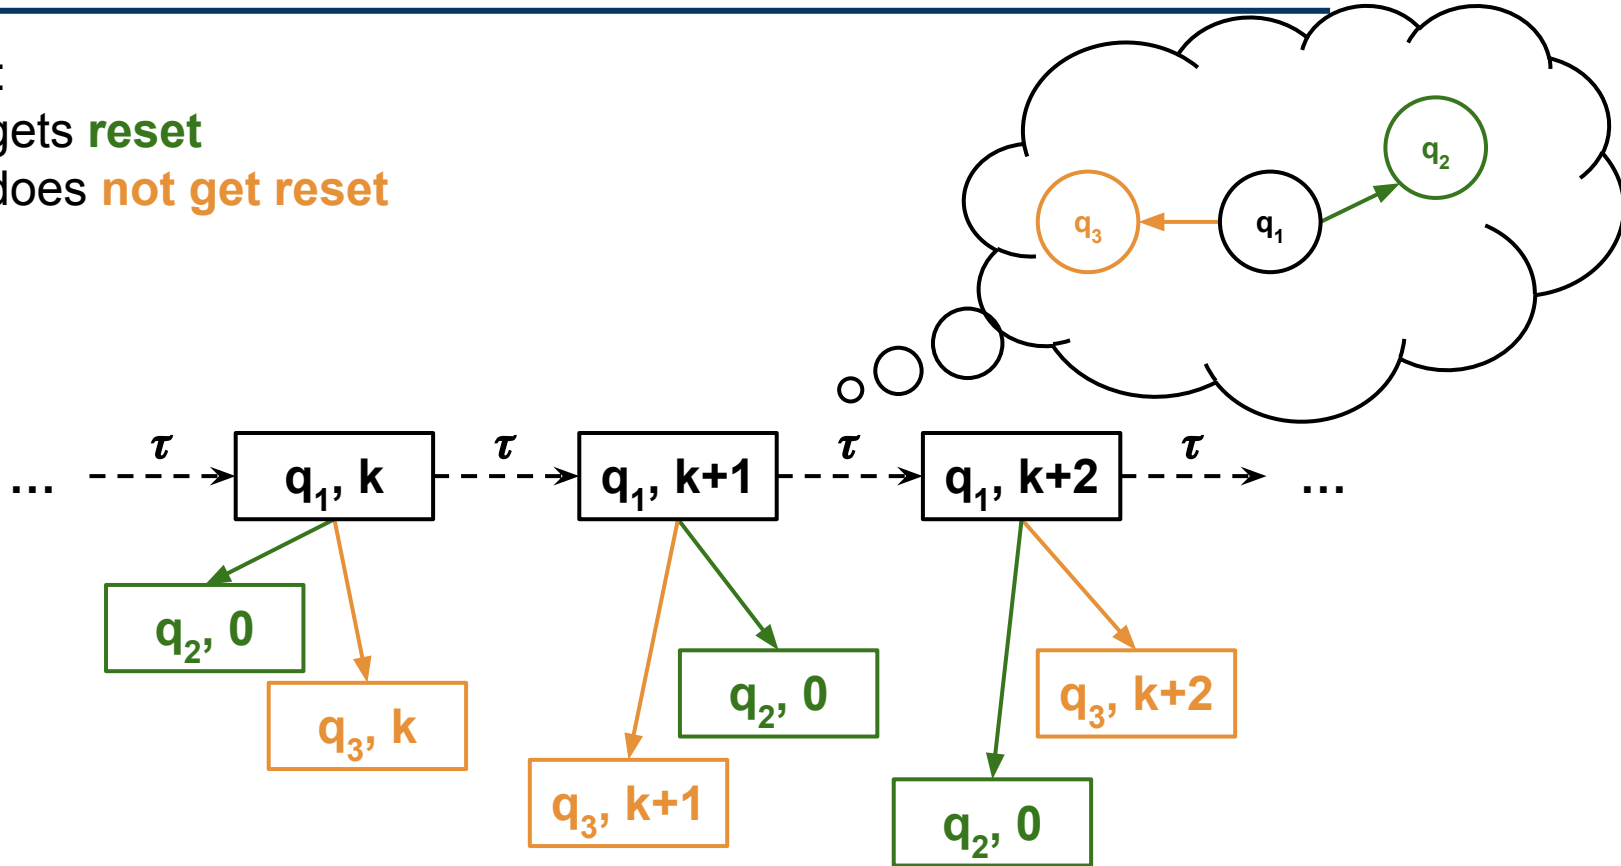 :
gets reset
does not get reset
q2
q3 q1
τ τ τ τ
... q1, k q1, k+1 q1, k+2 ...
q2, 0
q3, k q2, 0 q3, k+2
q3, k+1 q2, 0